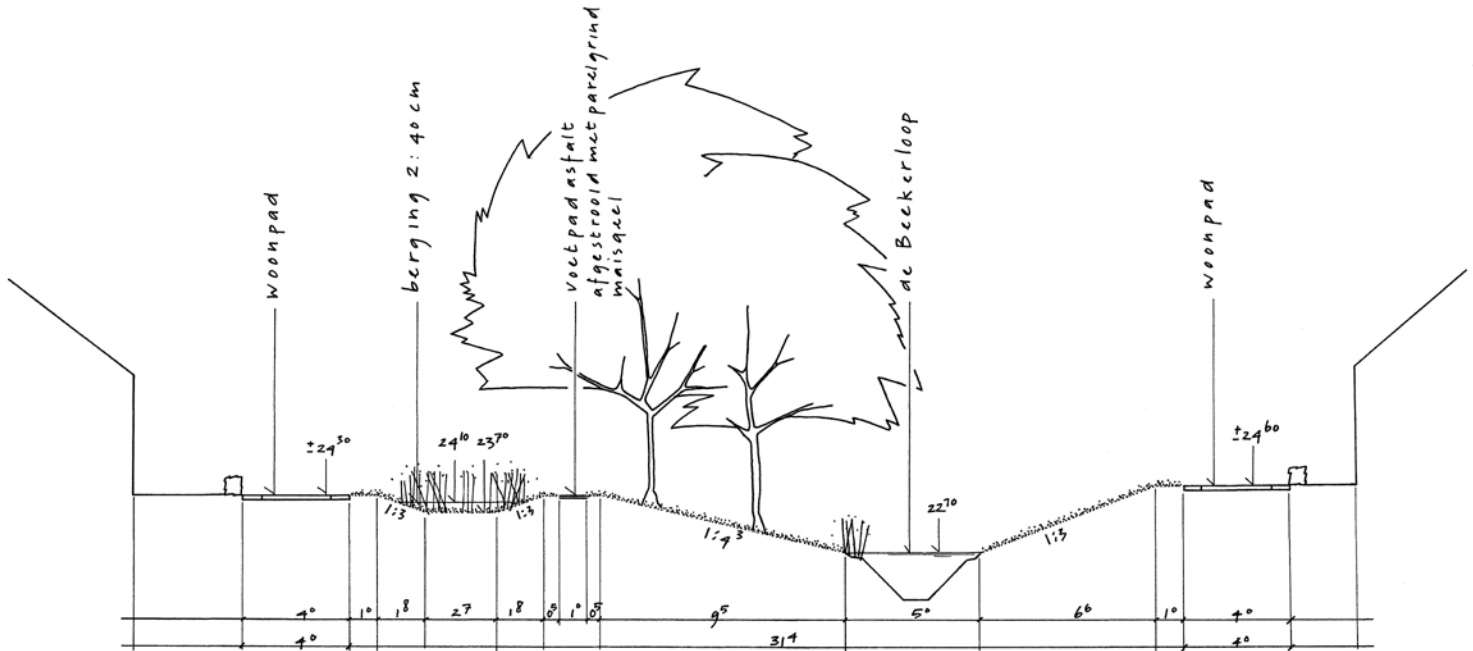 woonpad
berging 2: 40 cm
voetpad asfalt
afgestrooid met parelgrind
maisgeel
de Beekerloop
woonpad
±24³⁰
24¹⁰
23⁷⁰
±24⁶⁰
22⁷⁰
1:3
1:3
1:4³
1:3
4⁰ 1⁰ 1⁸ 2⁷ 1⁸ 0⁵ 1⁰ 0⁵ 9⁵ 5⁰ 6⁶ 1⁰ 4⁰
4⁰ 31⁴ 4⁰